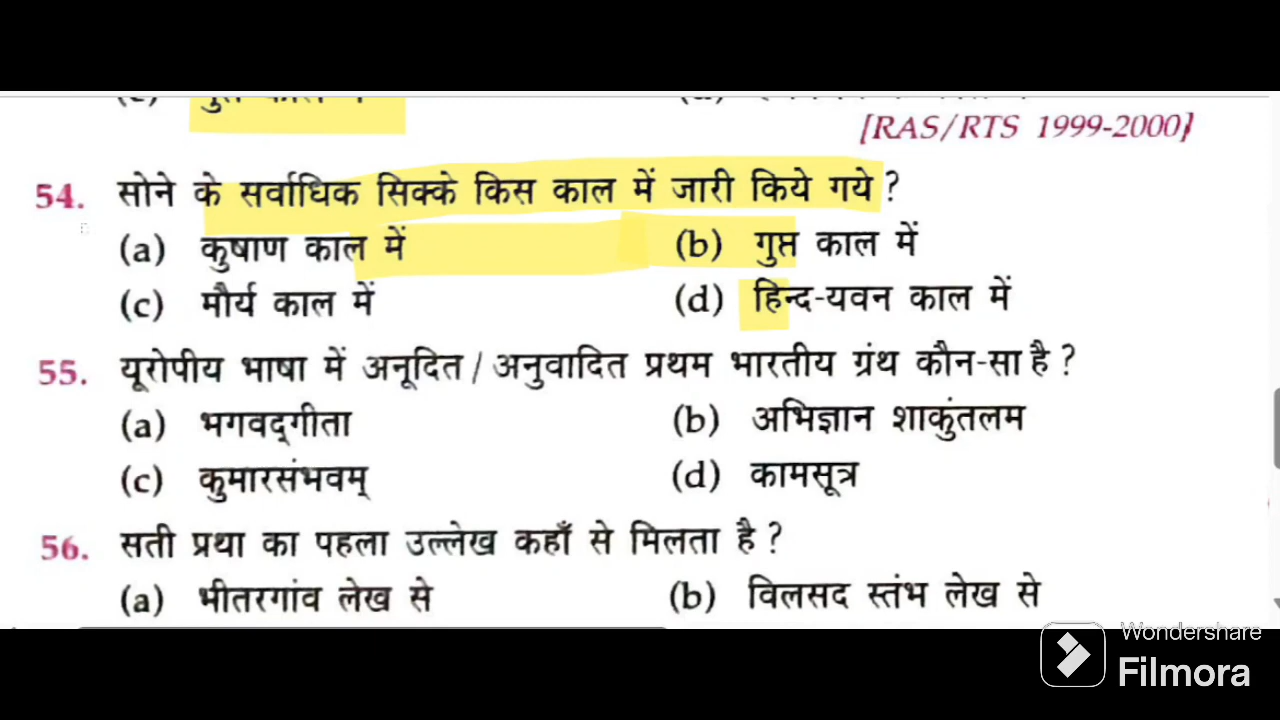 [RAS/RTS 1999-2000]
54. सोने के सर्वाधिक सिक्के किस काल में जारी किये गये ?
(a) कुषाण काल में (b) गुप्त काल में
(c) मौर्य काल में (d) हिन्द-यवन काल में
55. यूरोपीय भाषा में अनूदित / अनुवादित प्रथम भारतीय ग्रंथ कौन-सा है ?
(a) भगवद्गीता (b) अभिज्ञान शाकुंतलम
(c) कुमारसंभवम् (d) कामसूत्र
56. सती प्रथा का पहला उल्लेख कहाँ से मिलता है ?
(a) भीतरगांव लेख से (b) विलसद स्तंभ लेख से
Wondershare
Filmora